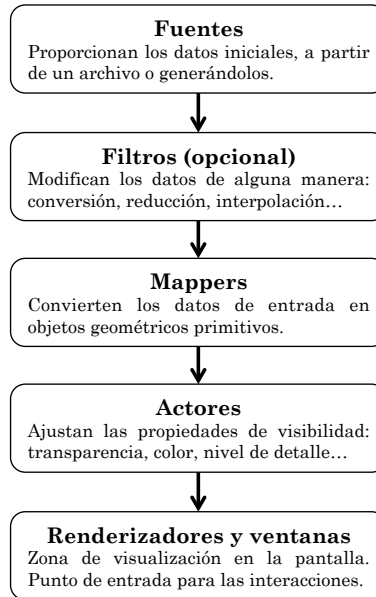 Fuentes
Proporcionan los datos iniciales, a partir
de un archivo o generándolos.
Filtros (opcional)
Modifican los datos de alguna manera:
conversión, reducción, interpolación…
Mappers
Convierten los datos de entrada en
objetos geométricos primitivos.
Actores
Ajustan las propiedades de visibilidad:
transparencia, color, nivel de detalle…
Renderizadores y ventanas
Zona de visualización en la pantalla.
Punto de entrada para las interacciones.